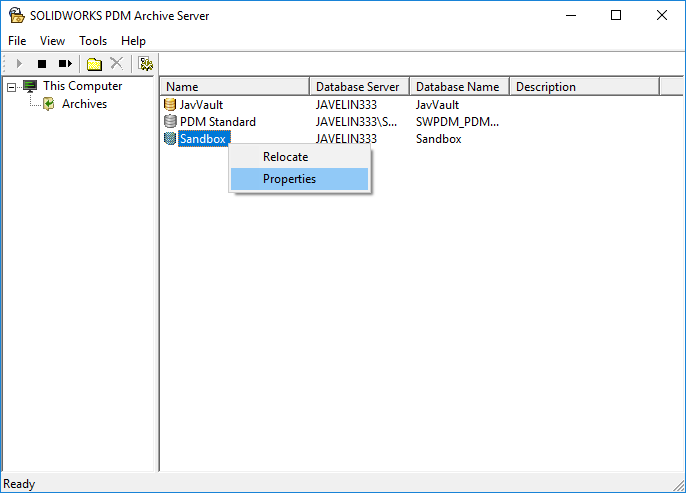 SOLIDWORKS PDM Archive Server
File View Tools Help
This Computer
Archives
Name Database Server Database Name Description
JavVault JAVELIN333 JavVault
PDM Standard JAVELIN333\S... SWPDM_PDM...
Sandbox JAVELIN333 Sandbox
Relocate
Properties
Ready